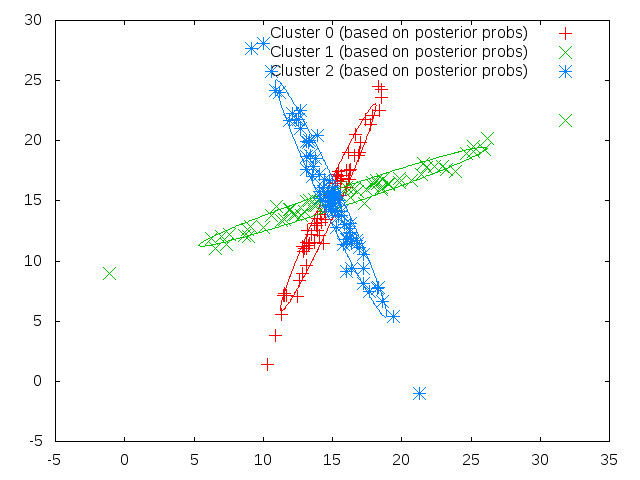 30
25
20
15
10
5
0
-5
-5 0 5 10 15 20 25 30 35
Cluster 0 (based on posterior probs)
Cluster 1 (based on posterior probs)
Cluster 2 (based on posterior probs)